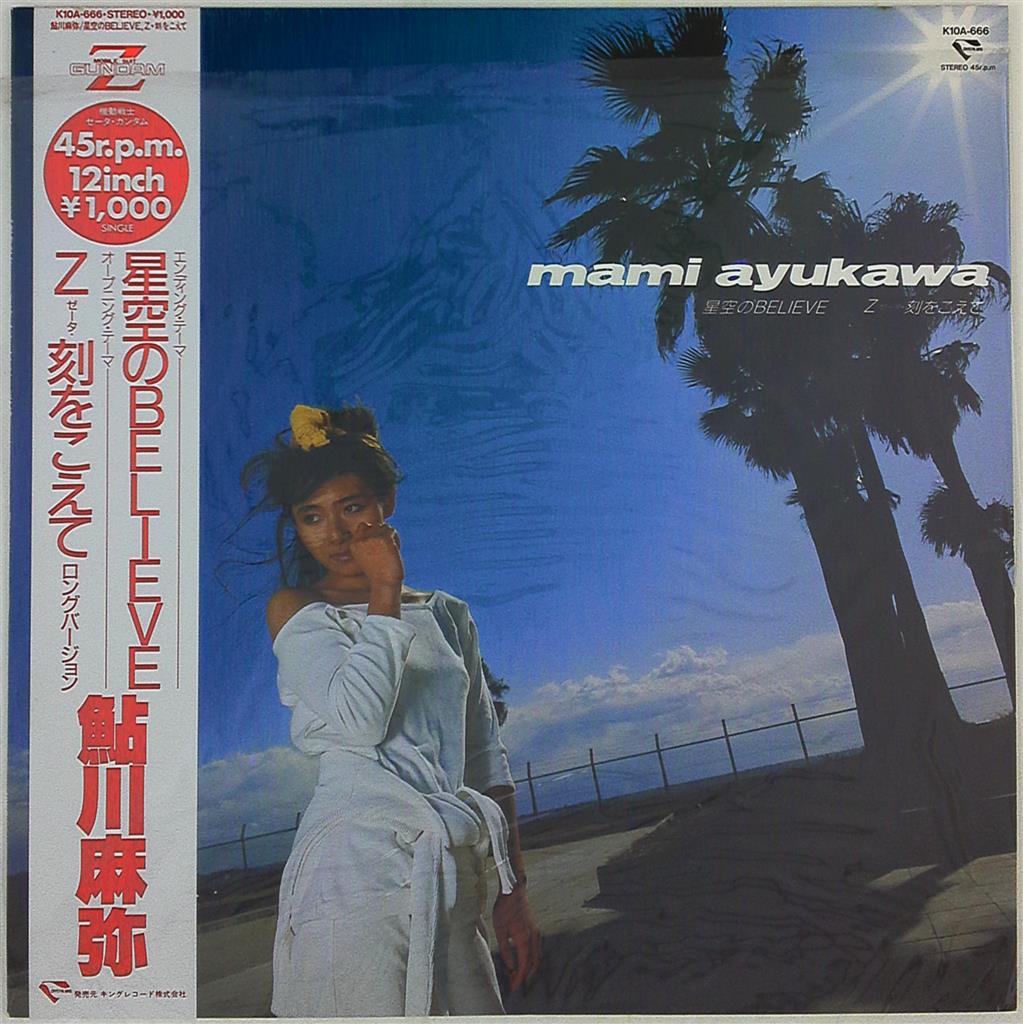 K10A-666・STEREO・¥1,000
鮎川麻弥/星空のBELIEVE, Z・刻をこえて
MOBILE SUIT
Z
GUNDAM
機動戦士
ゼータ・ガンダム
45r.p.m.
12inch
¥1,000
SINGLE
エンディング・テーマ
星空のBELIEVE
オープニング・テーマ
Z・刻をこえて ロングバージョン
ゼータ
鮎川麻弥
発売元 キングレコード株式会社
K10A-666
STEREO 45r.p.m
mami ayukawa
星空のBELIEVE Z——刻をこえて